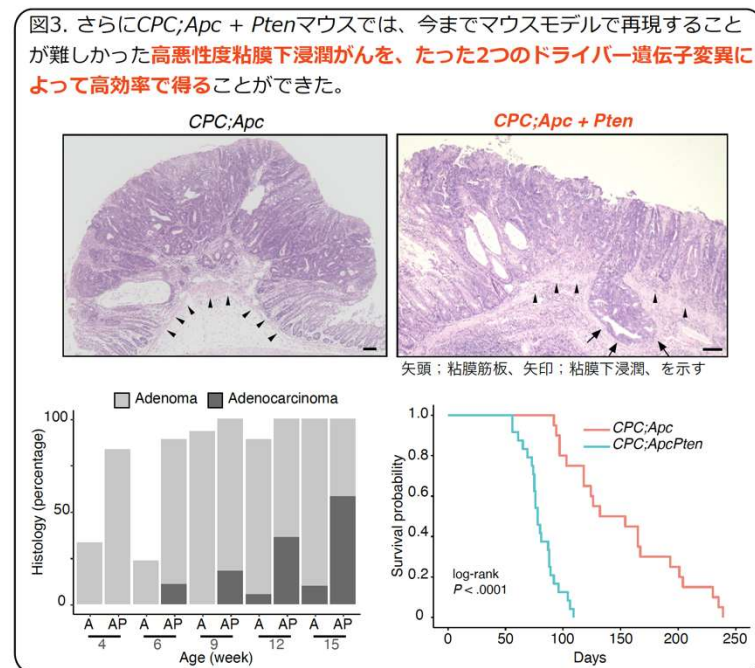 図3. さらにCPC;Apc + Ptenマウスでは、今までマウスモデルで再現すること
が難しかった高悪性度粘膜下浸潤がんを、たった2つのドライバー遺伝子変異に
よって高効率で得ることができた。
CPC;Apc
CPC;Apc + Pten
矢頭；粘膜筋板、矢印；粘膜下浸潤、を示す
Adenoma Adenocarcinoma
Histology (percentage)
100
50
0
A AP A AP A AP A AP A AP
4 6 9 12 15
Age (week)
Survival probability
1.0
0.8
0.6
0.4
0.2
0
CPC;Apc
CPC;ApcPten
log-rank
P < .0001
0 50 100 150 200 250
Days